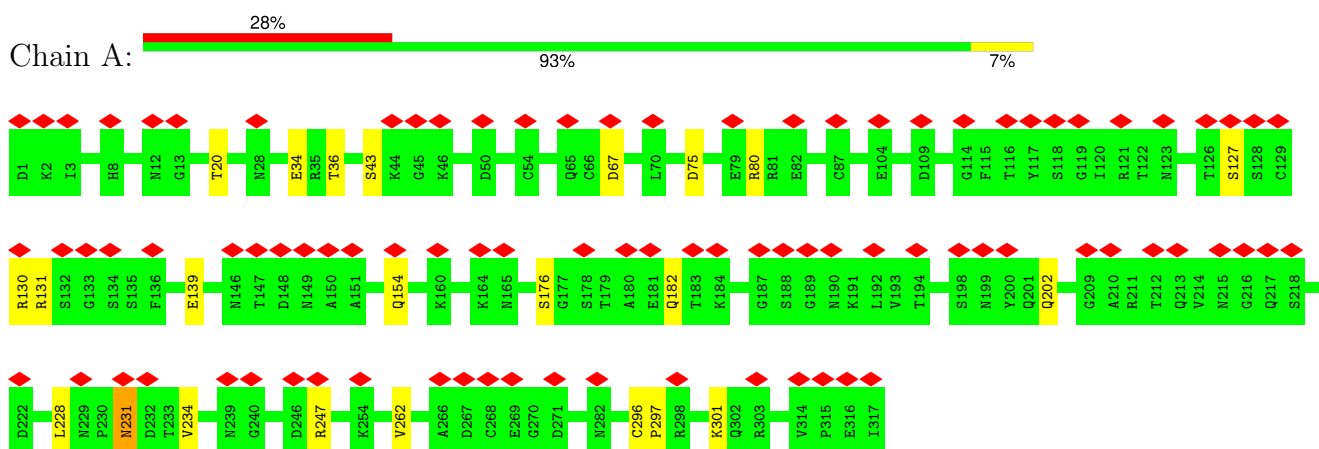 28%
Chain A:
93% 7%
D1 K2 I3 H8 N12 G13 T20 N28 E34 R35 T36 S43 K44 G45 K46 D50 C54 Q65 C66 D67 L70 D75 E79 R80 R81 E82 C87 E104 D109 G114 F115 T116 Y117 S118 G119 I120 R121 T122 N123 T126 S127 S128 C129
R130 R131 S132 G133 S134 S135 F136 E139 N146 T147 D148 N149 A150 A151 Q154 K160 K164 N165 S176 G177 S178 T179 A180 E181 Q182 T183 K184 G187 S188 G189 N190 K191 L192 V193 T194 S198 N199 Y200 Q201 Q202 G209 A210 R211 T212 Q213 V214 N215 G216 Q217 S218
D222 L228 N229 P230 N231 D232 T233 V234 N239 G240 D246 R247 K254 V262 A266 D267 C268 E269 G270 D271 N282 C296 P297 R298 K301 Q302 R303 V314 P315 E316 I317